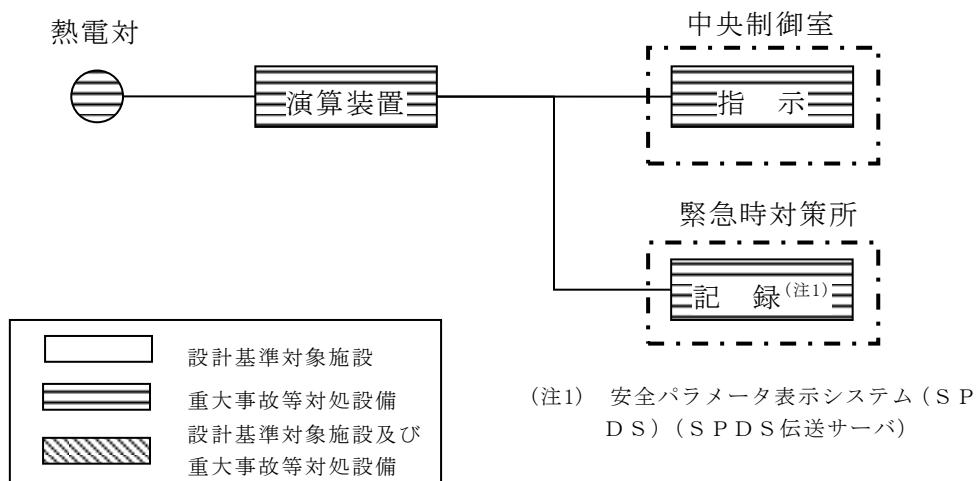 熱電対
中央制御室
演算装置
指　示
緊急時対策所
記　録(注1)
設計基準対象施設
重大事故等対処設備
設計基準対象施設及び
重大事故等対処設備
(注1)　安全パラメータ表示システム（ＳＰ
ＤＳ）（ＳＰＤＳ伝送サーバ）